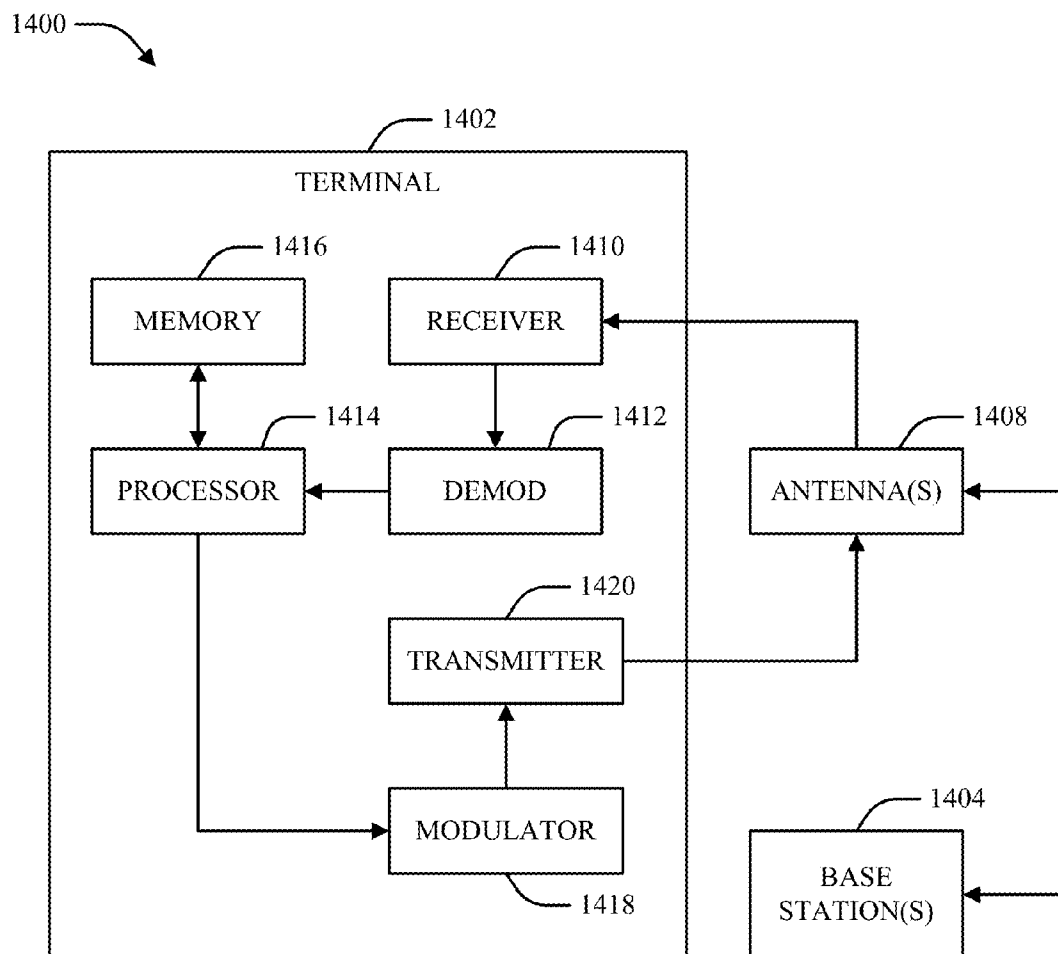 1400
1402
TERMINAL
1416
1410
MEMORY
RECEIVER
1414
1412
1408
PROCESSOR
DEMOD
ANTENNA(S)
1420
TRANSMITTER
1404
MODULATOR
BASE
STATION(S)
1418